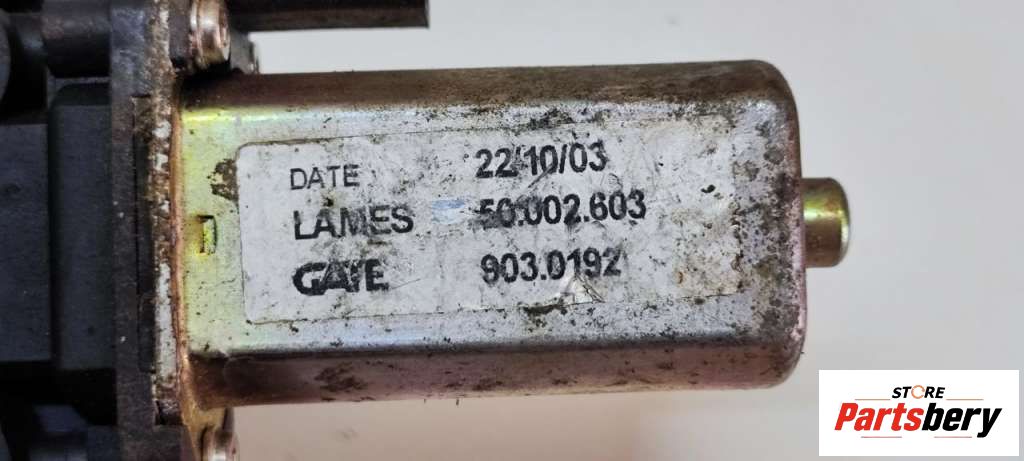 DATE 22/10/03
LAMES 50.002.603
GATE 903.0192
STORE
Partsbery